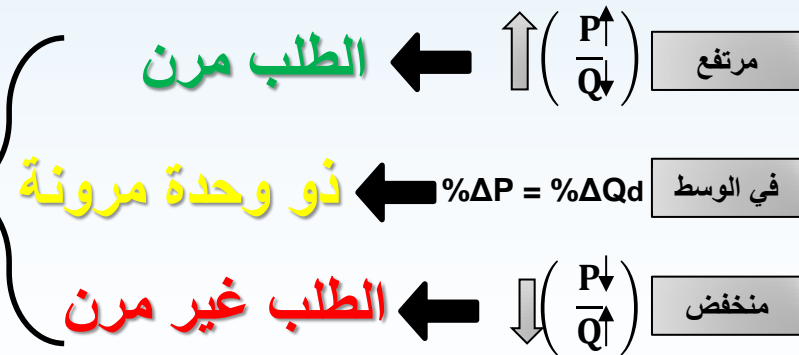 مرتفع (P↑/Q↓) ⇧ الطلب مرن
في الوسط %ΔP = %ΔQd ذو وحدة مرونة
منخفض (P↓/Q↑) ⇩ الطلب غير مرن